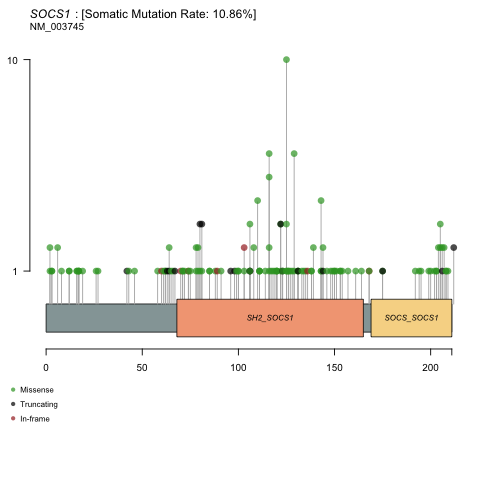 SOCS1 : [Somatic Mutation Rate: 10.86%]
NM_003745
10
1
SH2_SOCS1
SOCS_SOCS1
0 50 100 150 200
Missense
Truncating
In-frame